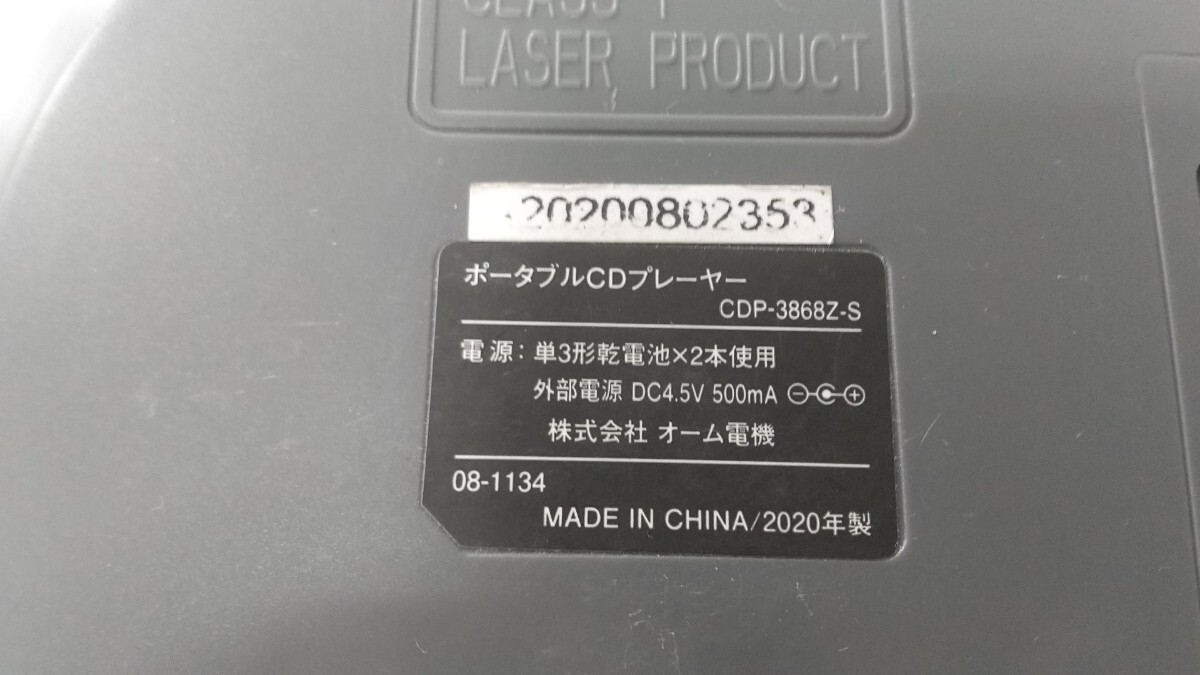 CLASS 1
LASER PRODUCT
20200802353
ポータブルCDプレーヤー
CDP-3868Z-S
電源：単3形乾電池×2本使用
外部電源 DC4.5V 500mA
株式会社 オーム電機
08-1134
MADE IN CHINA/2020年製